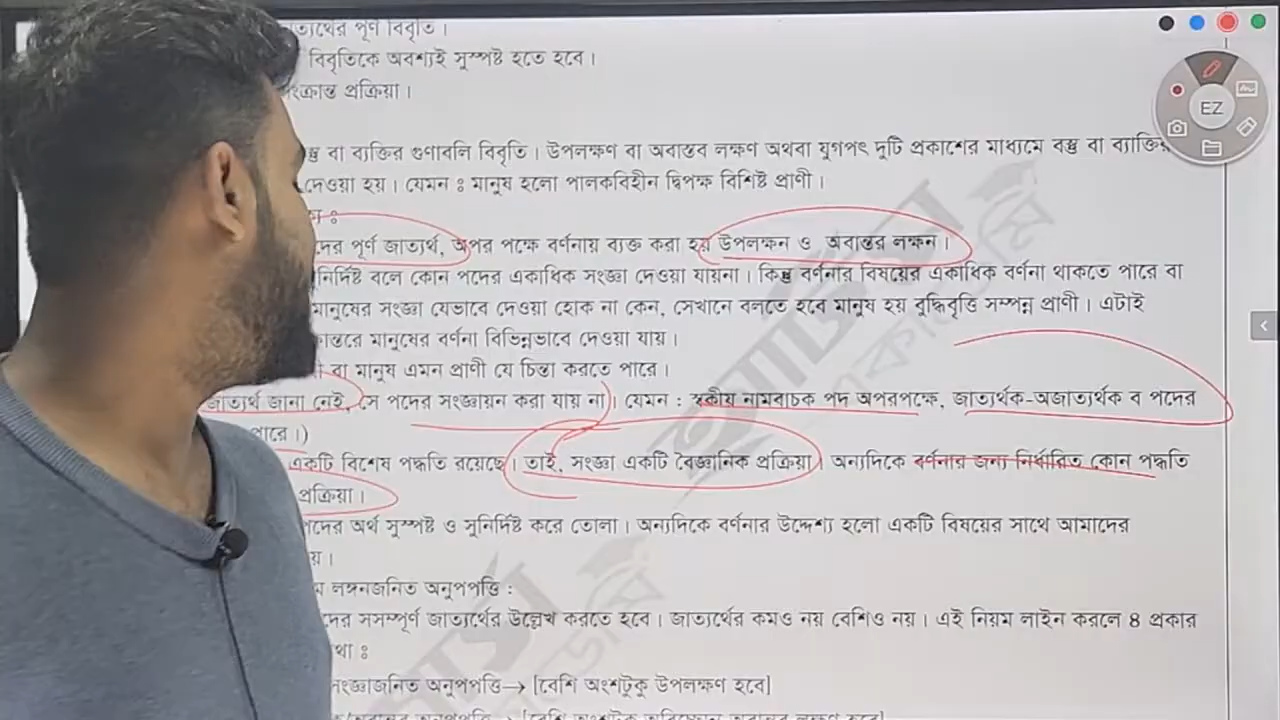 ত্যর্থের পূর্ণ বিবৃতি।
বিবৃতিকে অবশ্যই সুস্পষ্ট হতে হবে।
সংক্রান্ত প্রক্রিয়া।
EZ
বা ব্যক্তির গুণাবলি বিবৃতি। উপলক্ষণ বা অবান্তব লক্ষণ অথবা যুগপৎ দুটি প্রকাশের মাধ্যমে বস্তু বা ব্যাক্তির
দেওয়া হয়। যেমন ঃ মানুষ হলো পালকবিহীন দ্বিপক্ষ বিশিষ্ট প্রাণী।
দের পূর্ণ জাত্যর্থ, অপর পক্ষে বর্ণনায় ব্যক্ত করা হয় উপলক্ষন ও অবান্তর লক্ষন।
নির্দিষ্ট বলে কোন পদের একাধিক সংজ্ঞা দেওয়া যায়না। কিন্তু বর্ণনার বিষয়ের একাধিক বর্ণনা থাকতে পারে বা
মানুষের সংজ্ঞা যেভাবে দেওয়া হোক না কেন, সেখানে বলতে হবে মানুষ হয় বুদ্ধিবৃত্তি সম্পন্ন প্রাণী। এটাই
ান্তরে মানুষের বর্ণনা বিভিন্নভাবে দেওয়া যায়।
বা মানুষ এমন প্রাণী যে চিন্তা করতে পারে।
জাত্যর্থ জানা নেই, সে পদের সংজ্ঞায়ন করা যায় না। যেমন : স্বকীয় নামবাচক পদ অপরপক্ষে, জাত্যর্থক-অজাত্যর্থক ব পদের
পারে।)
একটি বিশেষ পদ্ধতি রয়েছে। তাই, সংজ্ঞা একটি বৈজ্ঞানিক প্রক্রিয়া। অন্যদিকে বর্ণনার জন্য নির্ধারিত কোন পদ্ধতি
প্রক্রিয়া।
পদের অর্থ সুস্পষ্ট ও সুনির্দিষ্ট করে তোলা। অন্যদিকে বর্ণনার উদ্দেশ্য হলো একটি বিষয়ের সাথে আমাদের
য়।
ম লঙ্গনজনিত অনুপপত্তি :
দের সসম্পূর্ণ জাত্যর্থের উল্লেখ করতে হবে। জাত্যর্থের কমও নয় বেশিও নয়। এই নিয়ম লাইন করলে ৪ প্রকার
থা ঃ
সংজ্ঞাজনিত অনুপপত্তি→ [বেশি অংশটুকু উপলক্ষণ হবে]